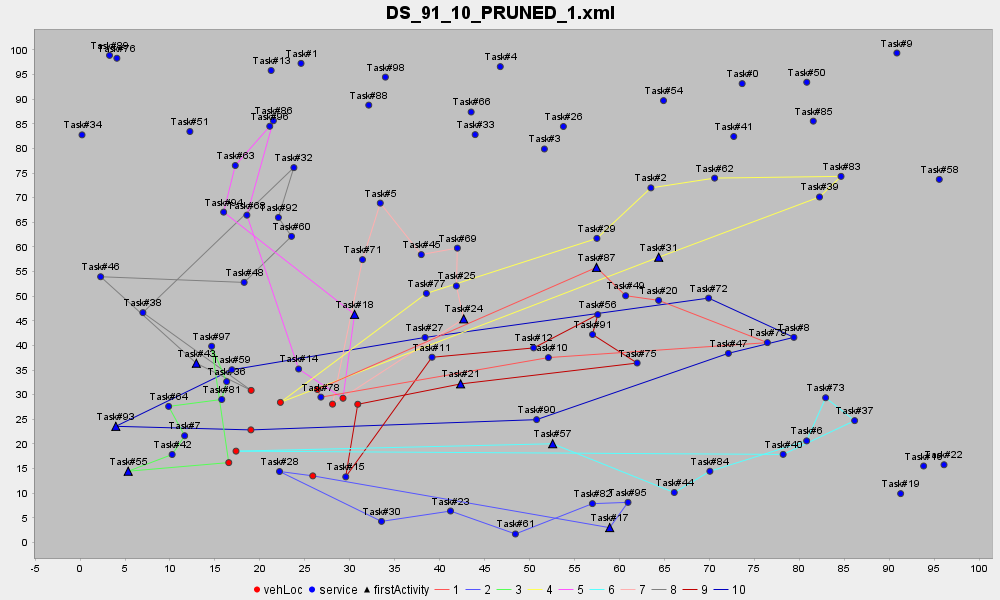 DS_91_10_PRUNED_1.xml
100
95
90
85
80
75
70
65
60
55
50
45
40
35
30
25
20
15
10
5
0
Task#76
Task#13
Task#1
Task#98
Task#4
Task#9
Task#0
Task#50
Task#54
Task#88
Task#66
Task#86
Task#96
Task#34
Task#51
Task#33
Task#26
Task#85
Task#41
Task#3
Task#63
Task#32
Task#62
Task#83
Task#58
Task#2
Task#39
Task#5
Task#94
Task#68
Task#92
Task#60
Task#29
Task#45
Task#69
Task#71
Task#31
Task#87
Task#46
Task#48
Task#25
Task#77
Task#49
Task#20
Task#72
Task#38
Task#18
Task#24
Task#56
Task#91
Task#27
Task#8
Task#97
Task#43
Task#59
Task#11
Task#12
Task#10
Task#47
Task#75
Task#36
Task#14
Task#21
Task#81
Task#78
Task#64
Task#73
Task#93
Task#90
Task#37
Task#7
Task#57
Task#6
Task#42
Task#40
Task#55
Task#28
Task#15
Task#84
Task#22
Task#44
Task#19
Task#30
Task#23
Task#82
Task#95
Task#61
Task#17
-5 0 5 10 15 20 25 30 35 40 45 50 55 60 65 70 75 80 85 90 95 100
vehLoc service firstActivity 1 2 3 4 5 6 7 8 9 10